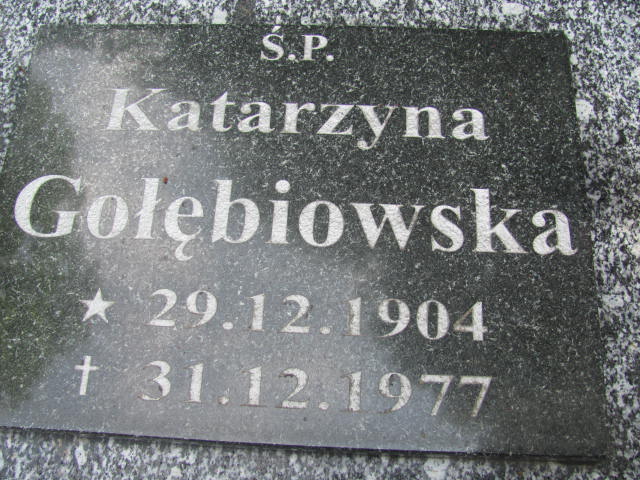 Ś.P.
Katarzyna
Gołębiowska
★ 29.12.1904
† 31.12.1977